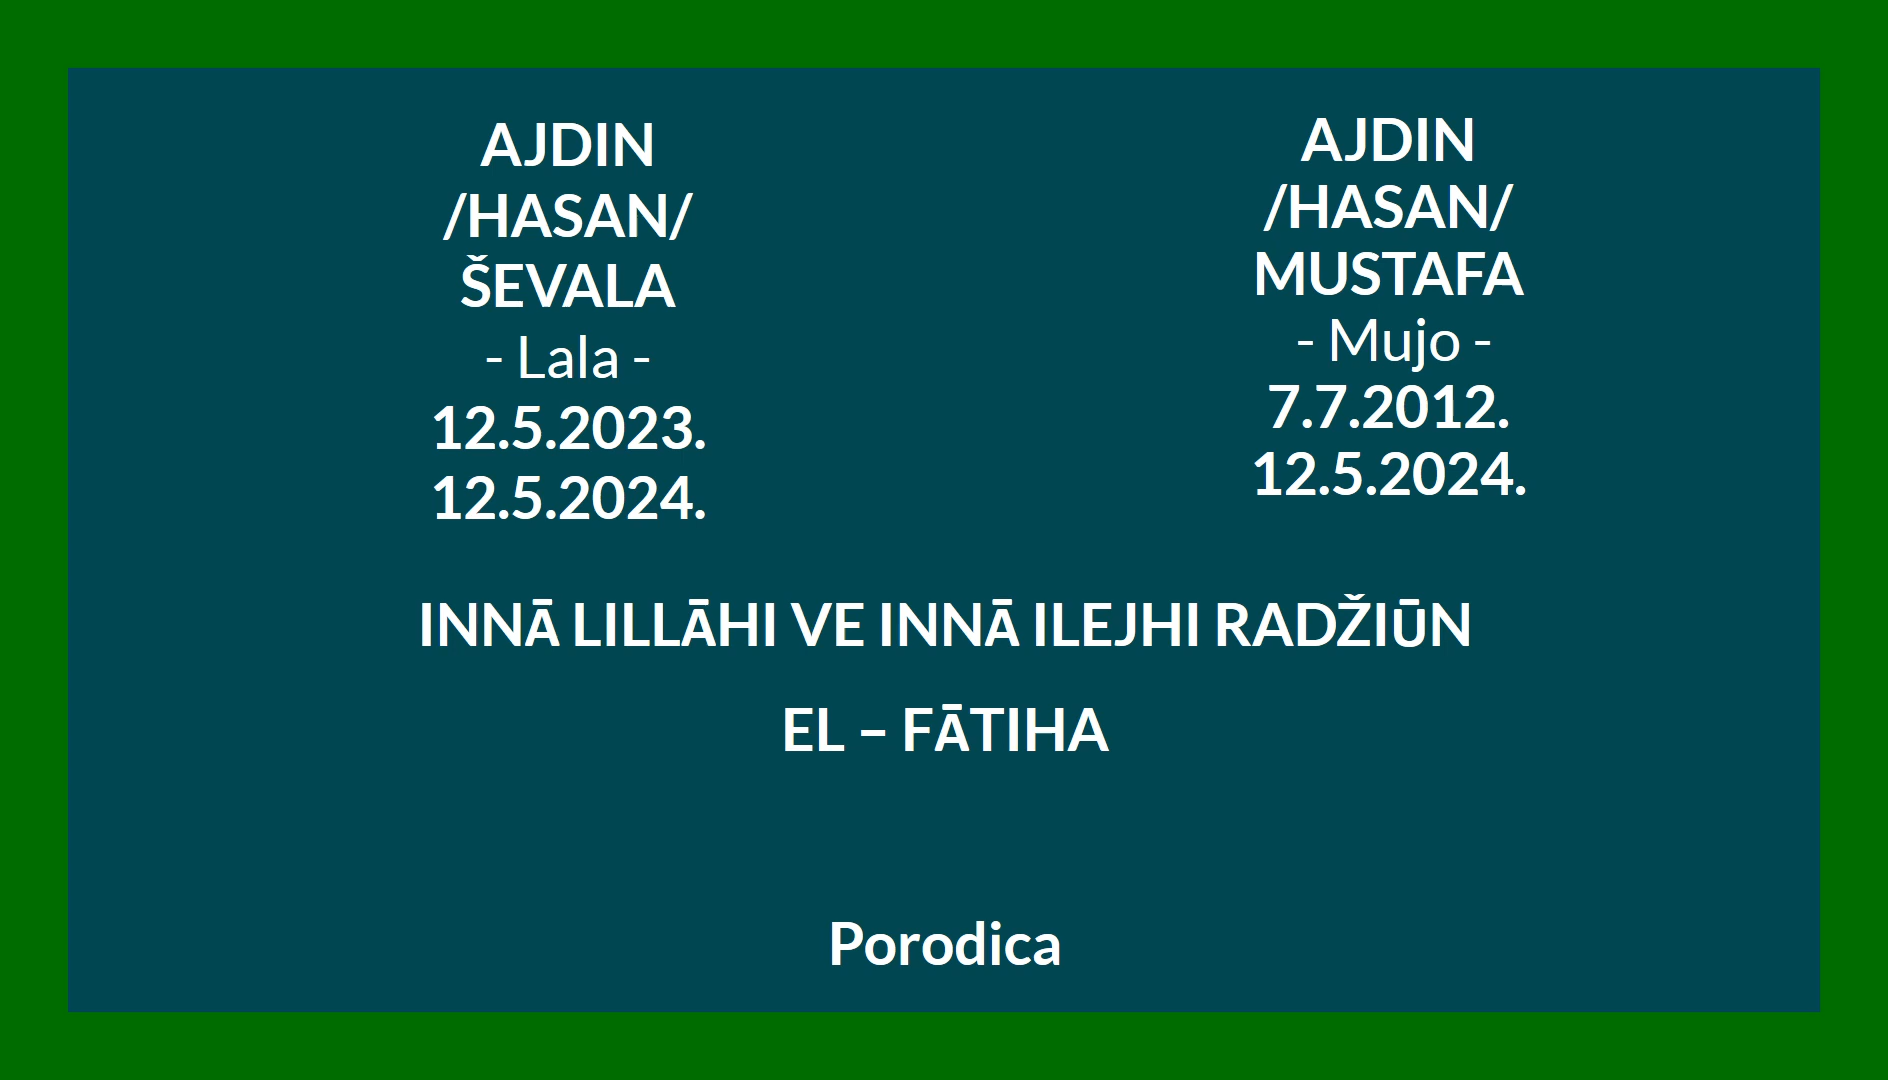 AJDIN
/HASAN/
ŠEVALA
- Lala -
12.5.2023.
12.5.2024.
AJDIN
/HASAN/
MUSTAFA
- Mujo -
7.7.2012.
12.5.2024.
INNĀ LILLĀHI VE INNĀ ILEJHI RADŽIŪN
EL – FĀTIHA
Porodica